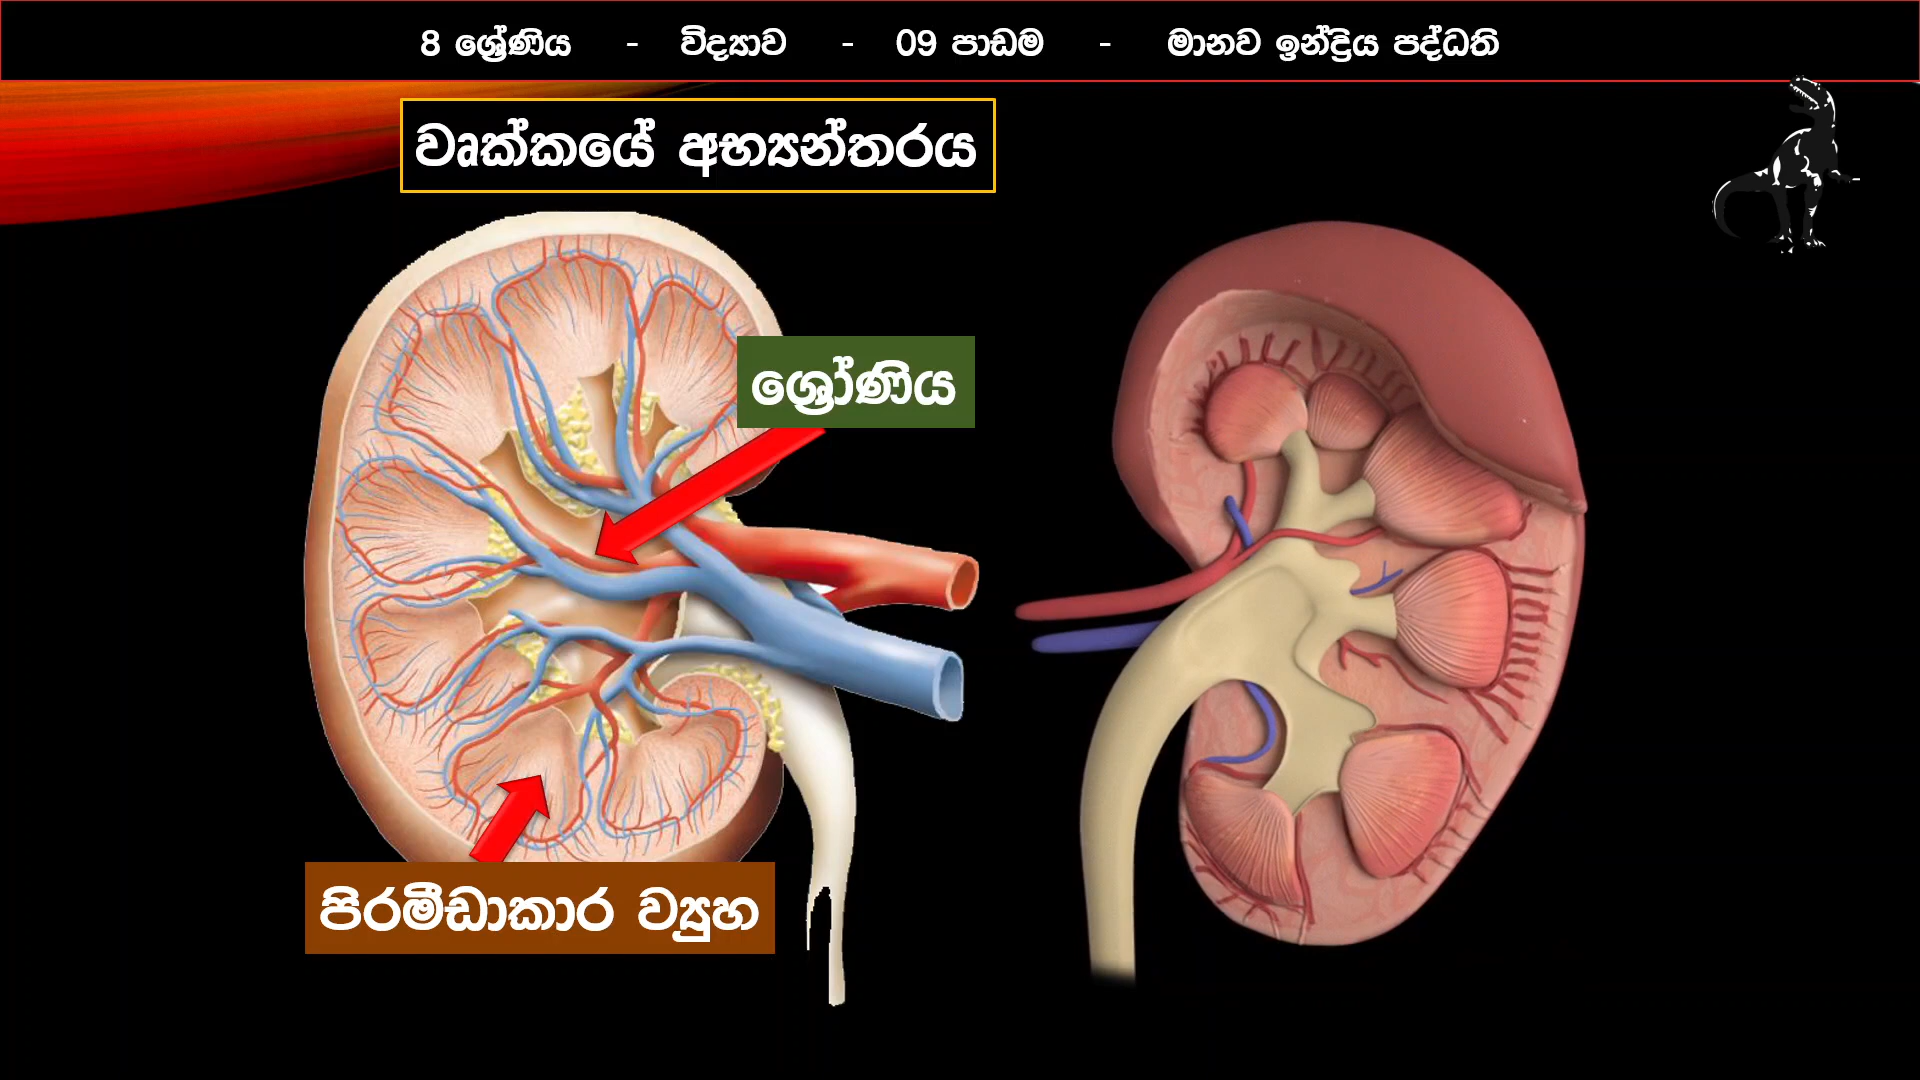 8 ශ්‍රේණිය - විද්‍යාව - 09 පාඩම - මානව ඉන්ද්‍රිය පද්ධති
වෘක්කයේ අභ්‍යන්තරය
ශ්‍රෝණිය
පිරමීඩාකාර ව්‍යුහ